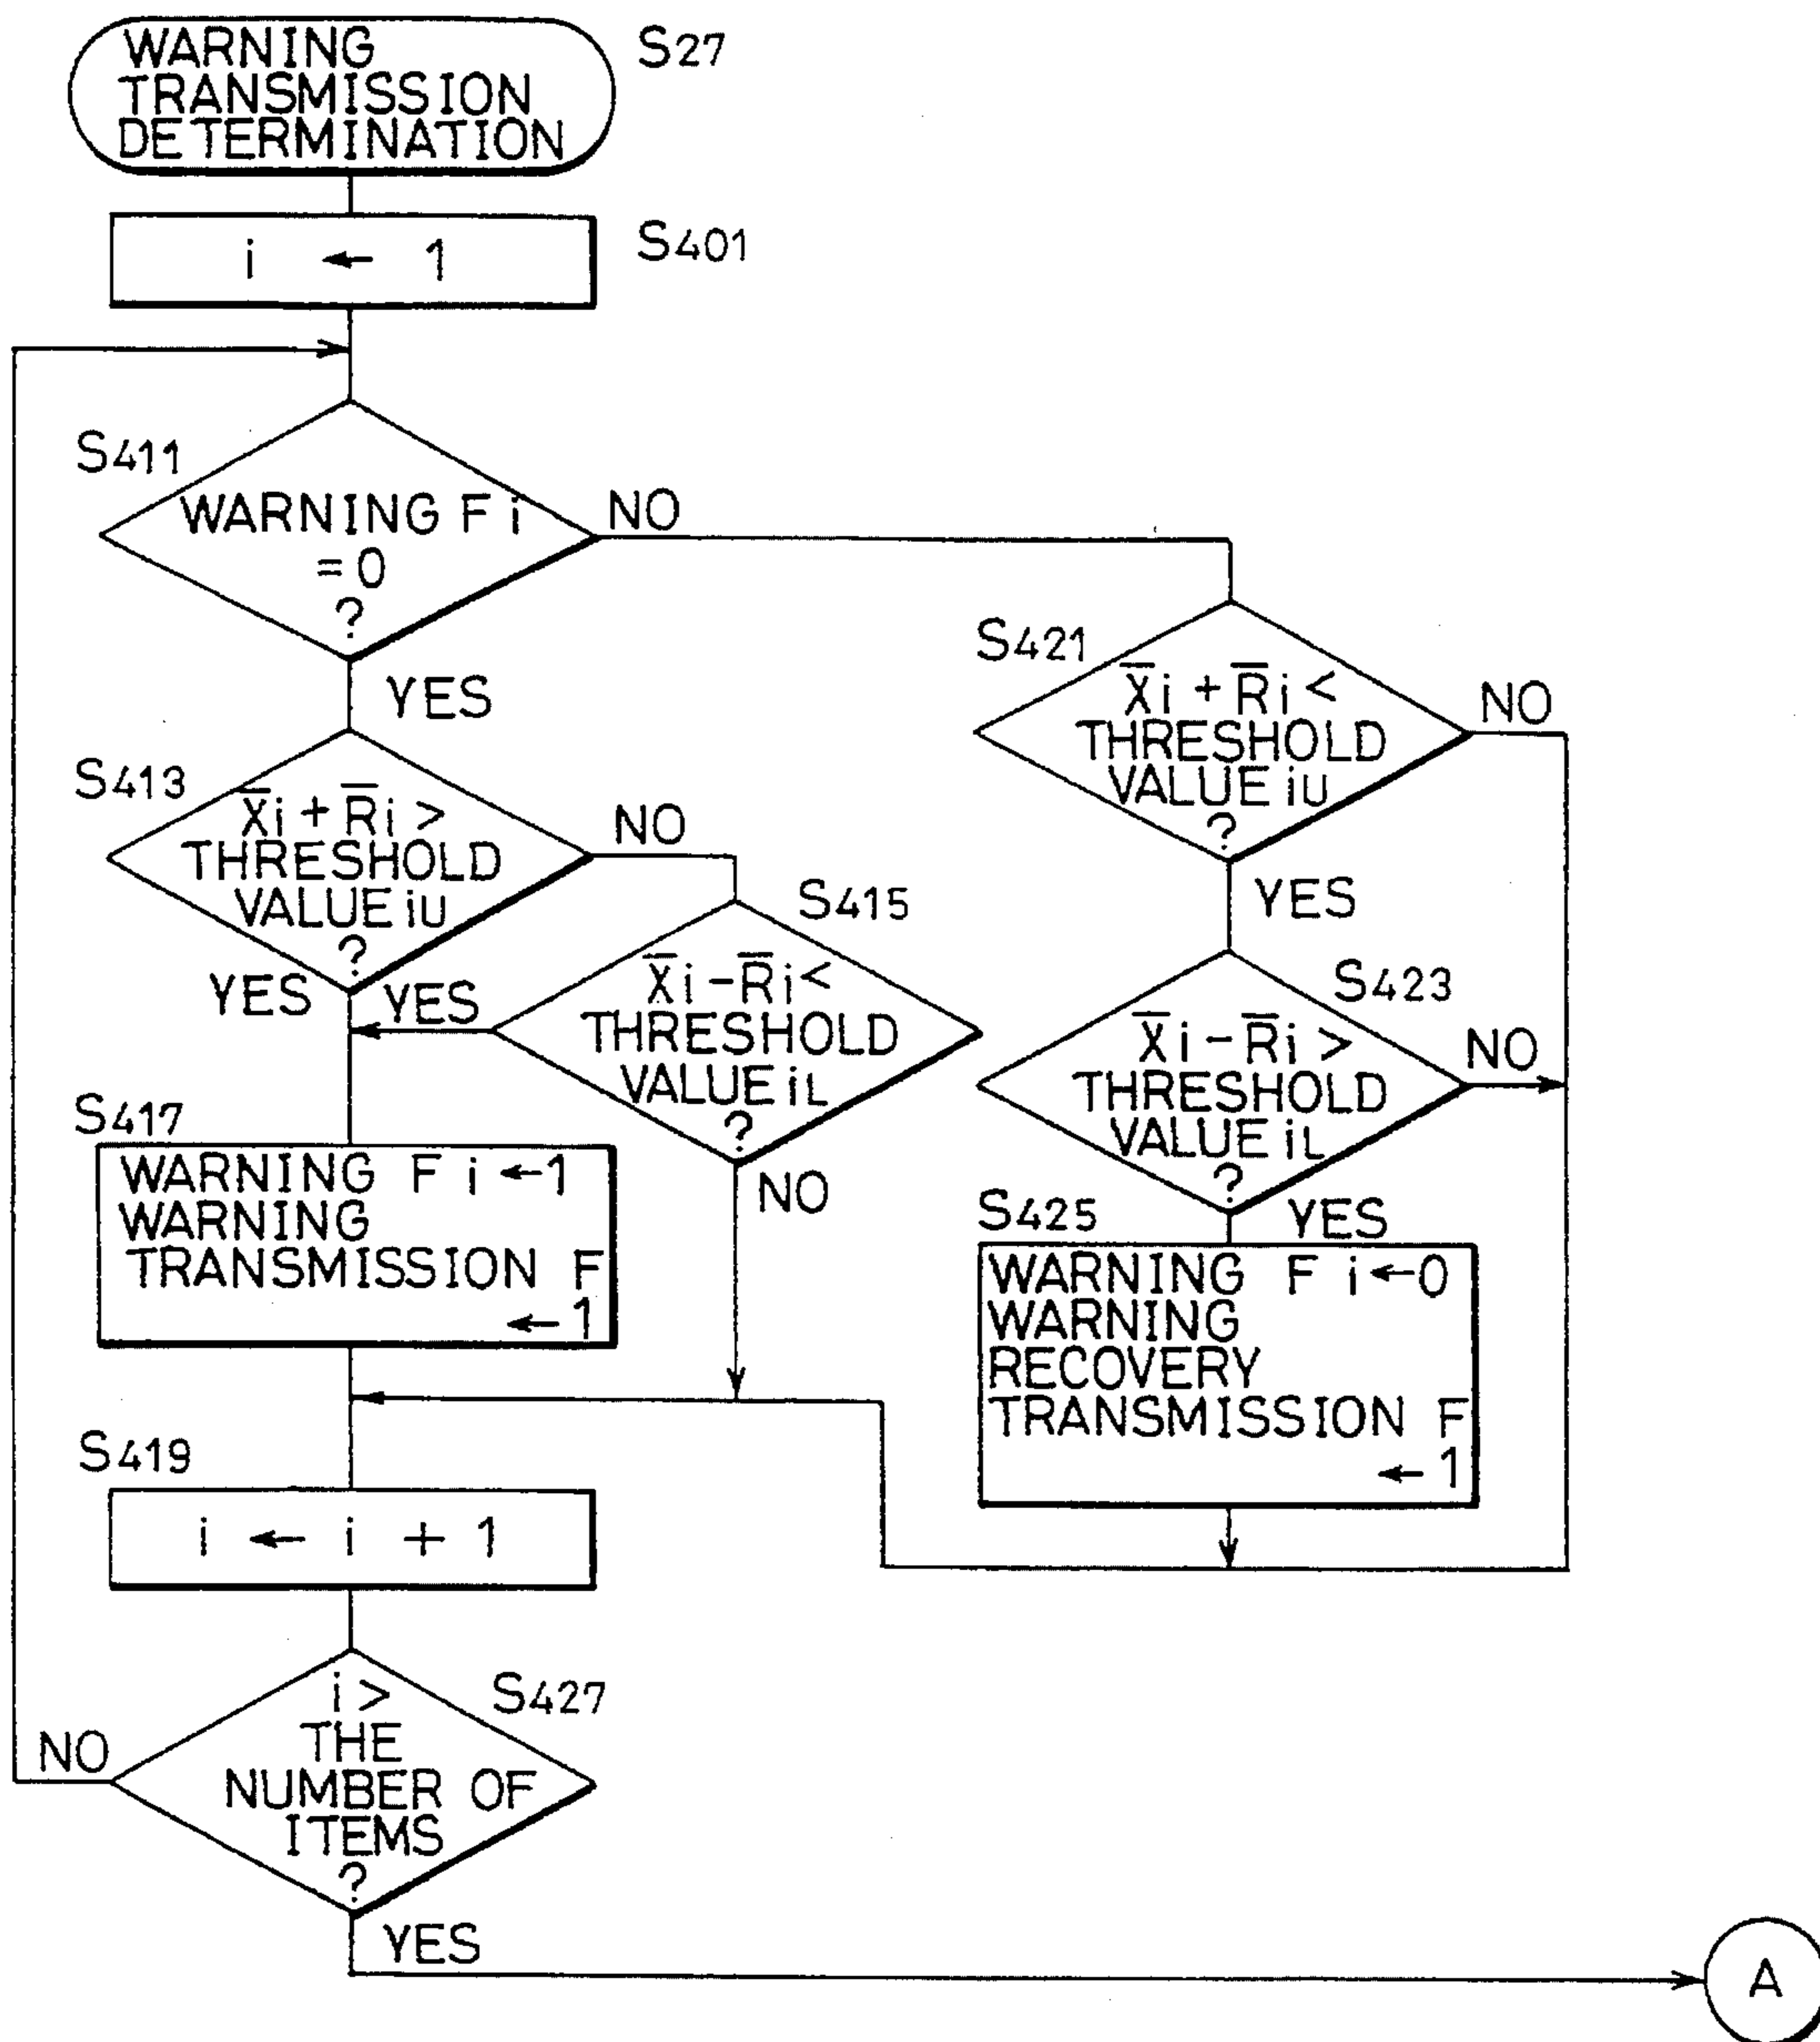 WARNING
TRANSMISSION
DETERMINATION
S27
i ← 1
S401
S411
WARNING F i
= 0
?
NO
YES
S413
X̄i + R̄i >
THRESHOLD
VALUE iU
?
NO
YES
S415
X̄i - R̄i <
THRESHOLD
VALUE iL
?
YES
NO
S417
WARNING F i ← 1
WARNING
TRANSMISSION F
← 1
S421
X̄i + R̄i <
THRESHOLD
VALUE iU
?
NO
YES
S423
X̄i - R̄i >
THRESHOLD
VALUE iL
?
NO
YES
S425
WARNING F i ← 0
WARNING
RECOVERY
TRANSMISSION F
← 1
S419
i ← i + 1
S427
i >
THE
NUMBER OF
ITEMS
?
NO
YES
A